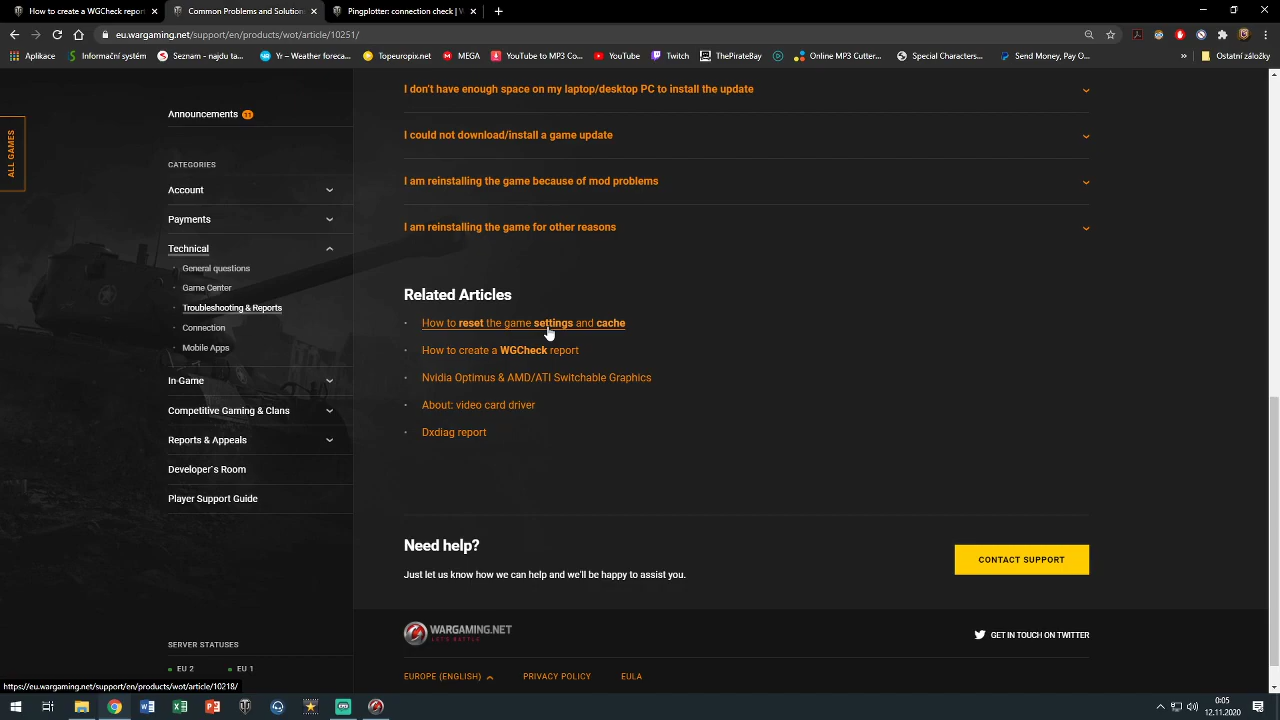 How to create a WGCheck report
Pingplotter check | W
eu.wargaming.net/support/en/products/wot/article/10251/
Aplikace
Information system...
Seznam - najdu ta...
Yr – Weather foreca...
Topeuropix.net
MEGA
YouTube to MP3 Co...
YouTube
Twitch
ThePirateBay
Online MP3 Cutter...
Special Characters...
Send Money, Pay O...
»
Ostatní záložky
ALL GAMES
Announcements 11
CATEGORIES
Account
Payments
Technical
General questions
Game Center
Troubleshooting & Reports
Connection
Mobile Apps
In-Game
Competitive Gaming & Clans
Reports & Appeals
Developer's Room
Player Support Guide
SERVER STATUSES
EU 2
EU 1
I don't have enough space on my laptop/desktop PC to install the update
I could not download/install a game update
I am reinstalling the game because of mod problems
I am reinstalling the game for other reasons
Related Articles
How to reset the game settings and cache
How to create a WGCheck report
Nvidia Optimus & AMD/ATI Switchable Graphics
About: video card driver
Dxdiag report
Need help?
Just let us know how we can help and we'll be happy to assist you.
CONTACT SUPPORT
WARGAMING.NET
LET'S BATTLE
GET IN TOUCH ON TWITTER
EUROPE (ENGLISH)
PRIVACY POLICY
EULA
https://eu.wargaming.net/support/en/products/wot/article/10218/
0:05
12.11.2020